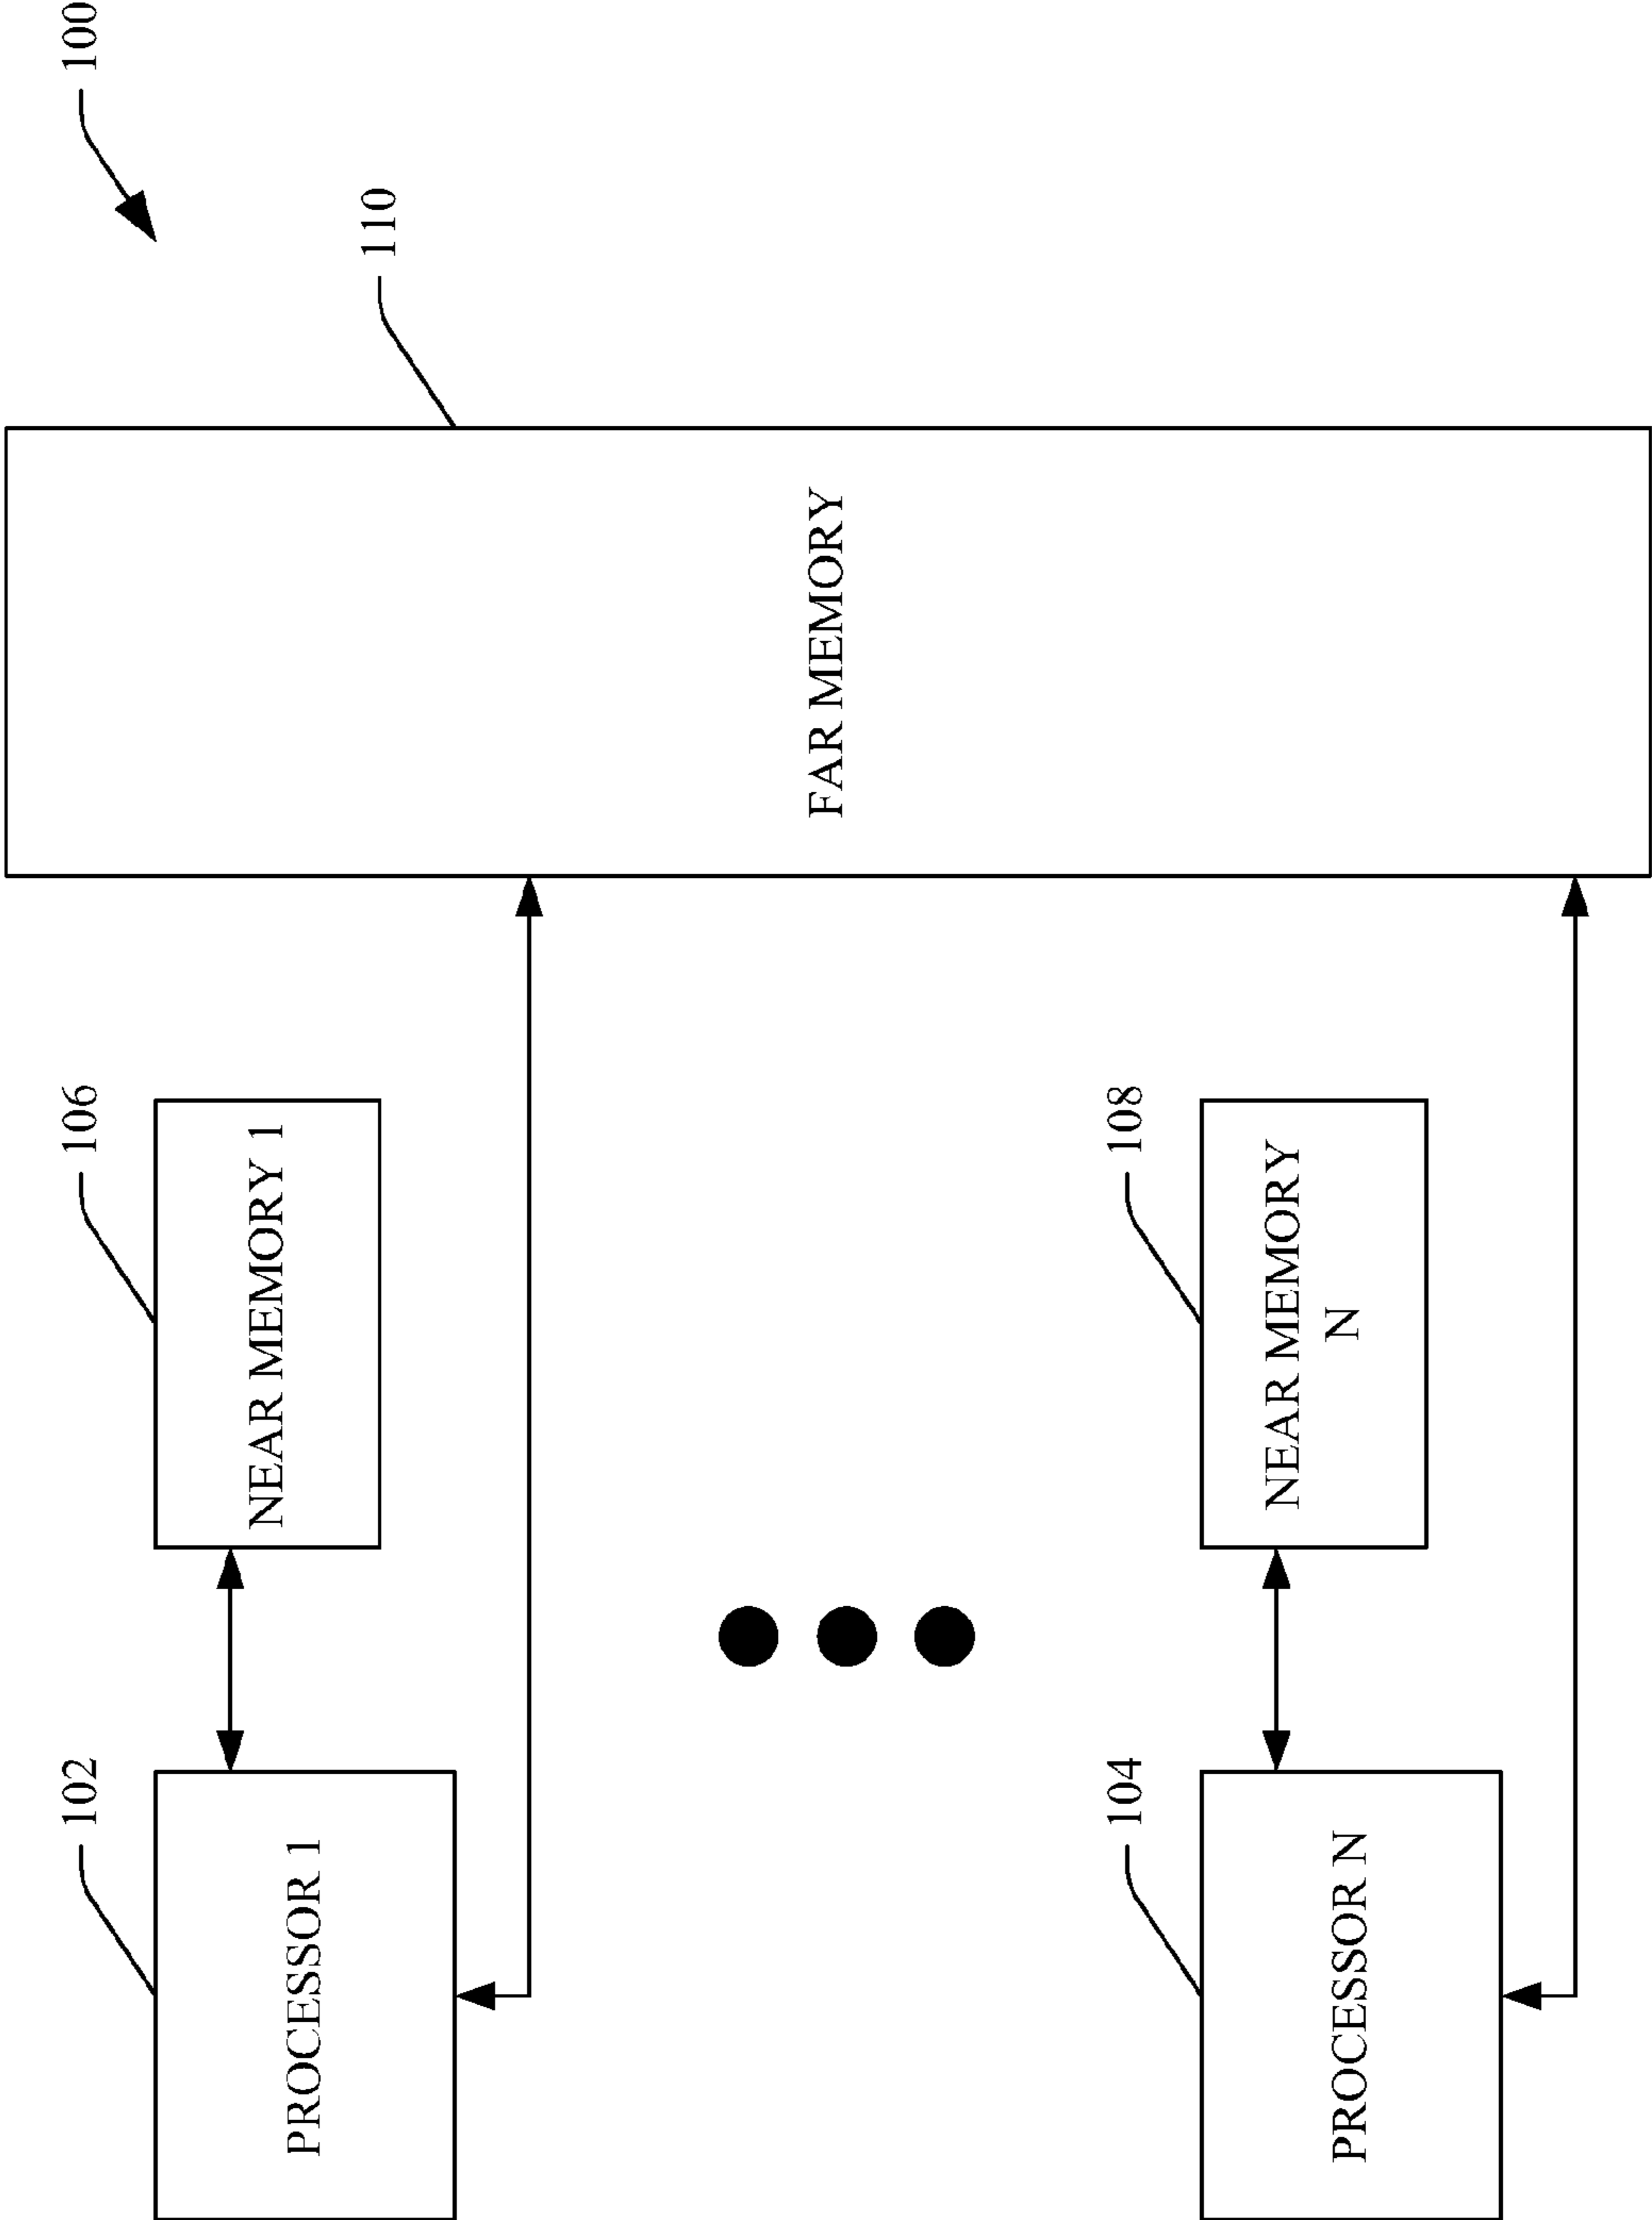 100
102
PROCESSOR 1
106
NEAR MEMORY 1
110
FAR MEMORY
104
PROCESSOR N
108
NEAR MEMORY
N